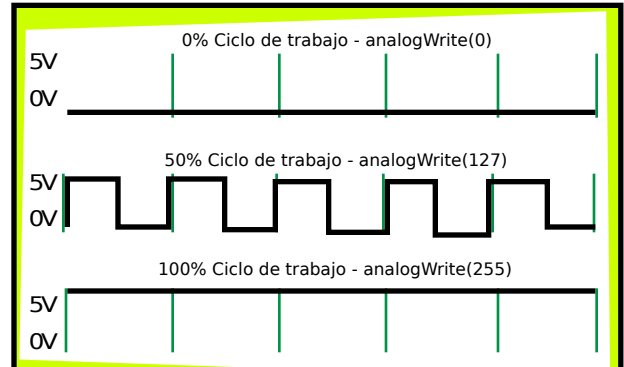 0% Ciclo de trabajo - analogWrite(0)
5V
0V
50% Ciclo de trabajo - analogWrite(127)
5V
0V
100% Ciclo de trabajo - analogWrite(255)
5V
0V